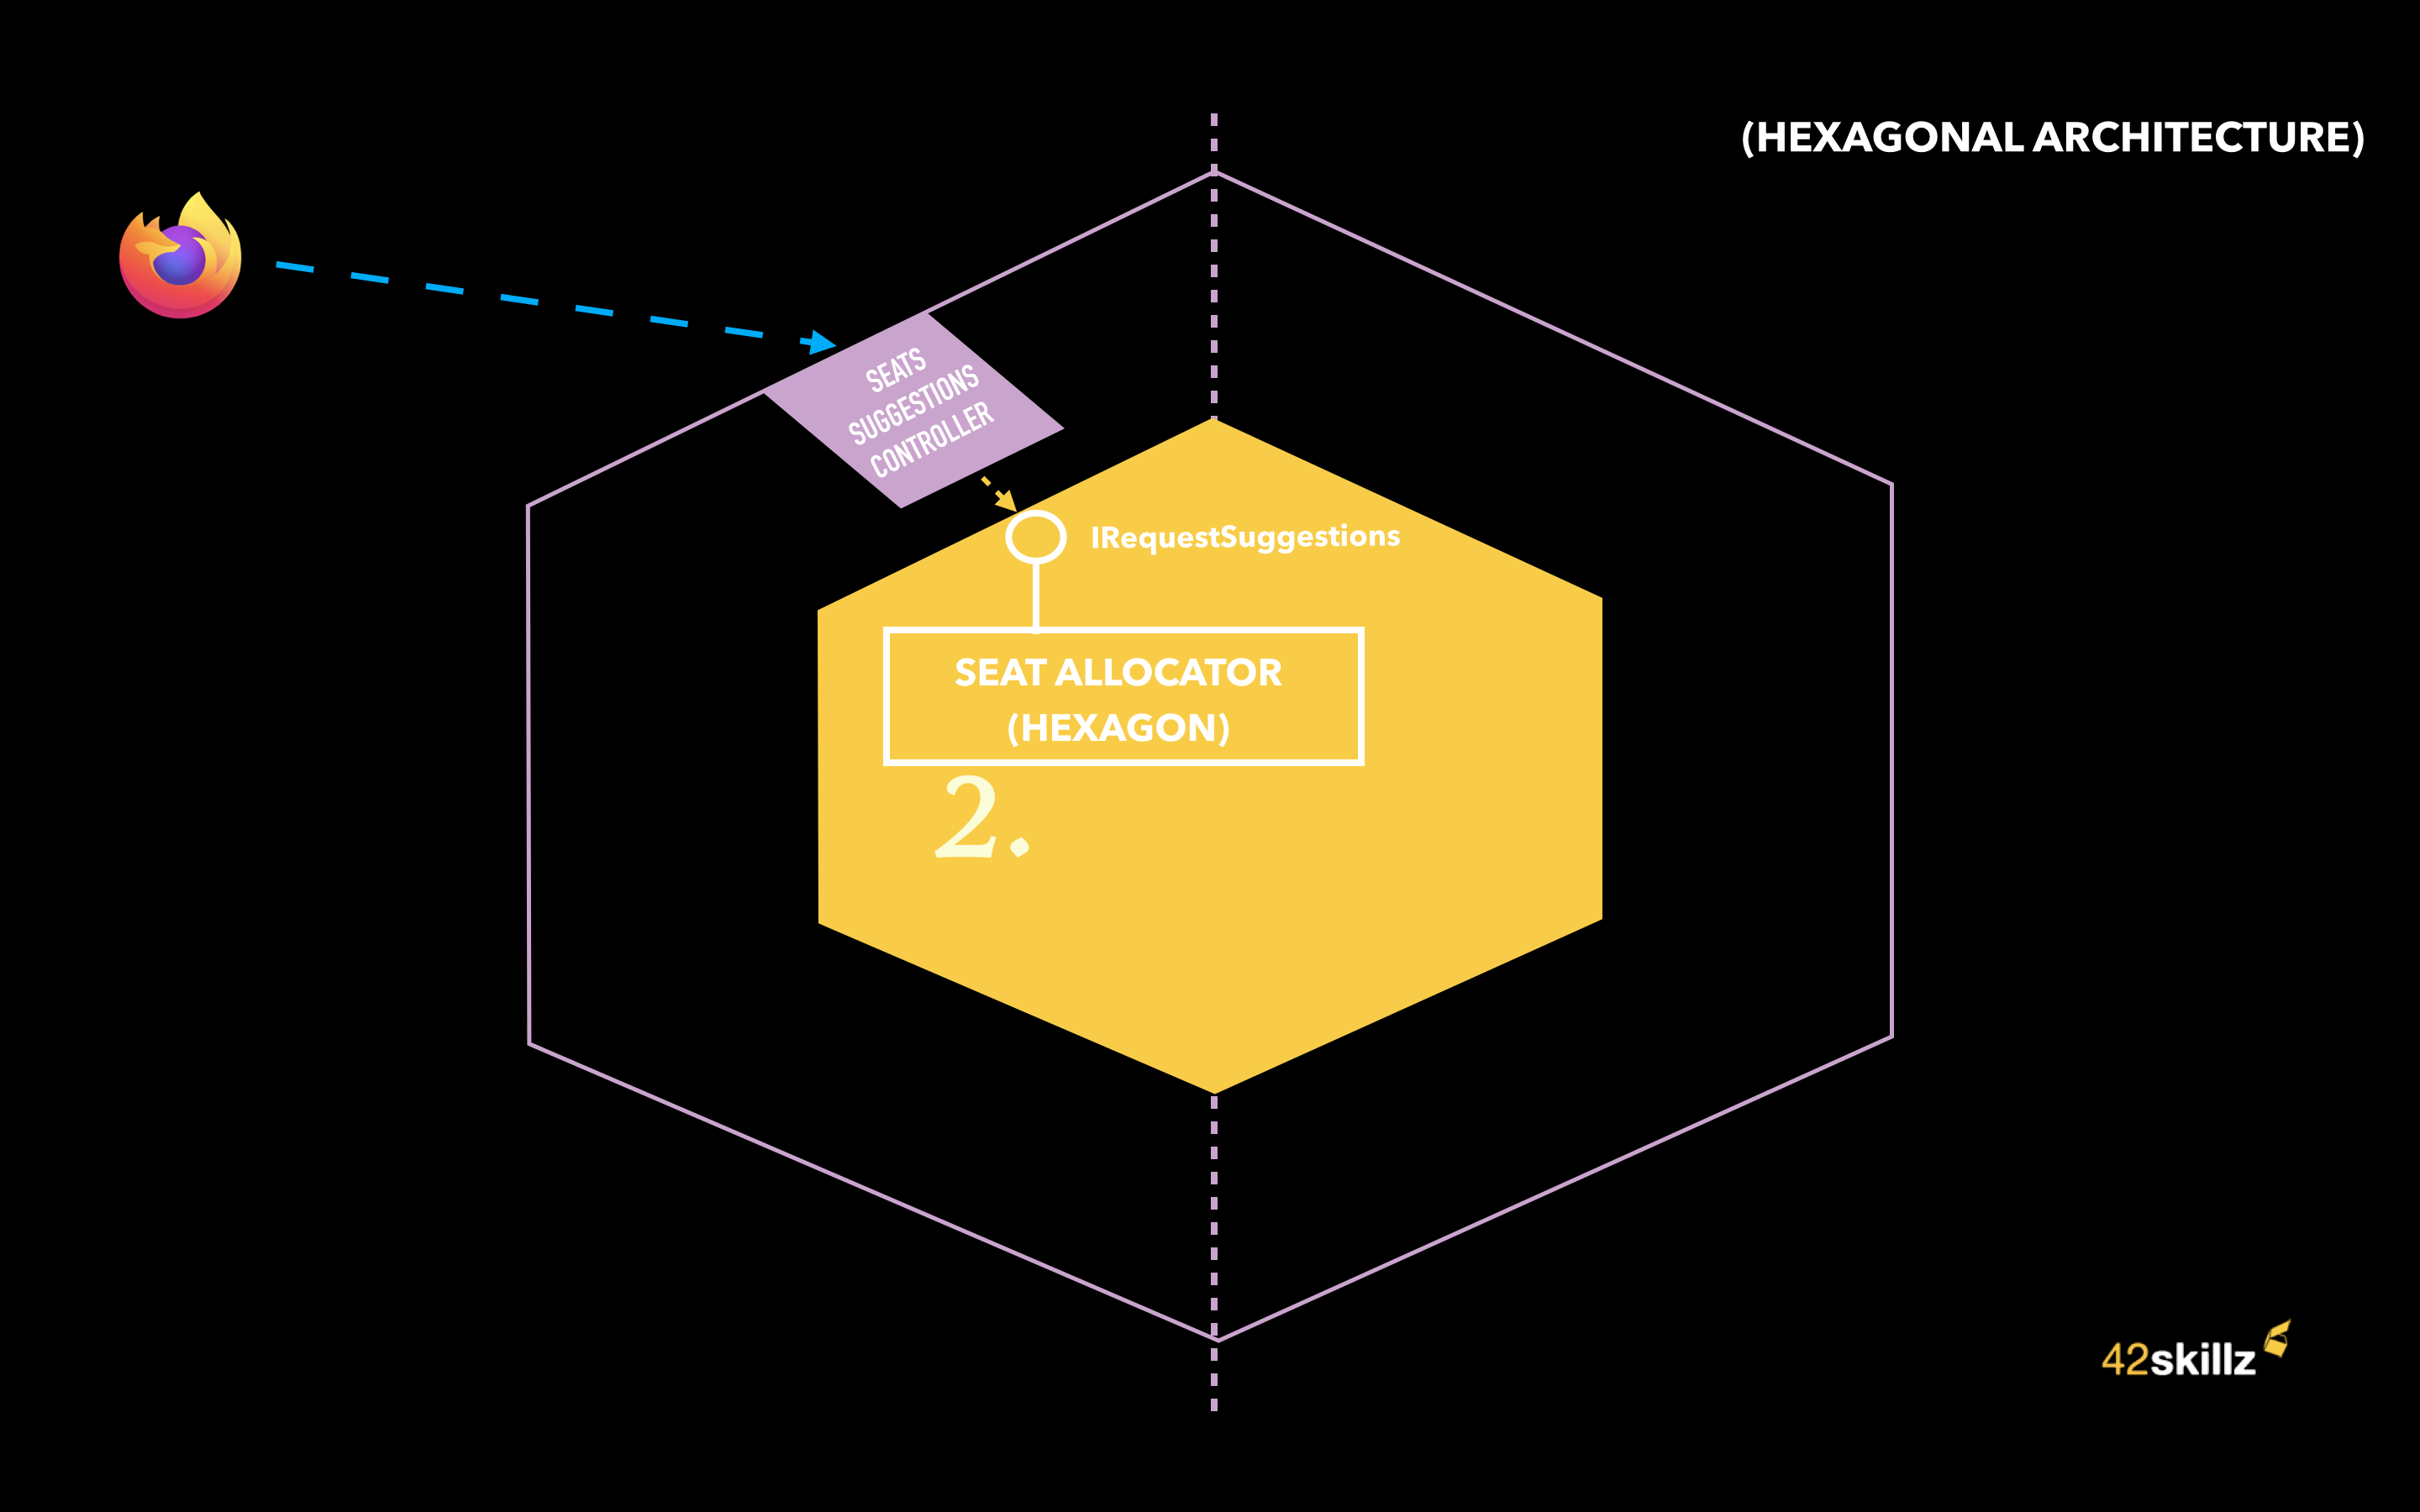 (HEXAGONAL ARCHITECTURE)
SEATS
SUGGESTIONS
CONTROLLER
IRequestSuggestions
SEAT ALLOCATOR
(HEXAGON)
2.
42skillz